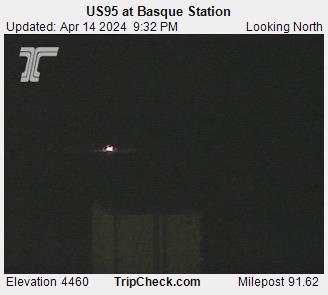 US95 at Basque Station
Updated: Apr 14 2024 9:32 PM Looking North
Elevation 4460 TripCheck.com Milepost 91.62